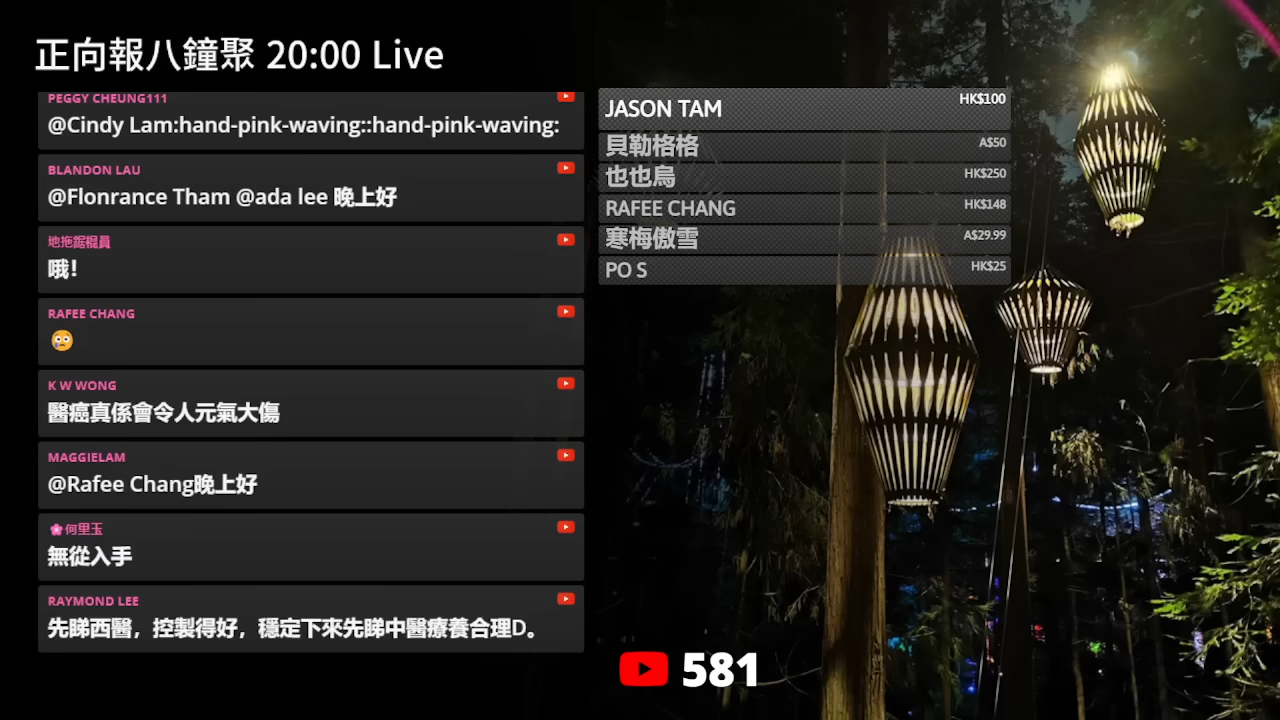 正向報八鐘聚 20:00 Live
PEGGY CHEUNG111
@Cindy Lam:hand-pink-waving::hand-pink-waving:
BLANDON LAU
@Flonrance Tham @ada lee 晚上好
地拖踞棍員
哦！
RAFEE CHANG
😢
K W WONG
醫癌真係會令人元氣大傷
MAGGIELAM
@Rafee Chang晚上好
🌸何里玉
無從入手
RAYMOND LEE
先睇西醫，控製得好，穩定下來先睇中醫療養合理D。
JASON TAM HK$100
貝勒格格 A$50
也也烏 HK$250
RAFEE CHANG HK$148
寒梅傲雪 A$29.99
PO S HK$25
581